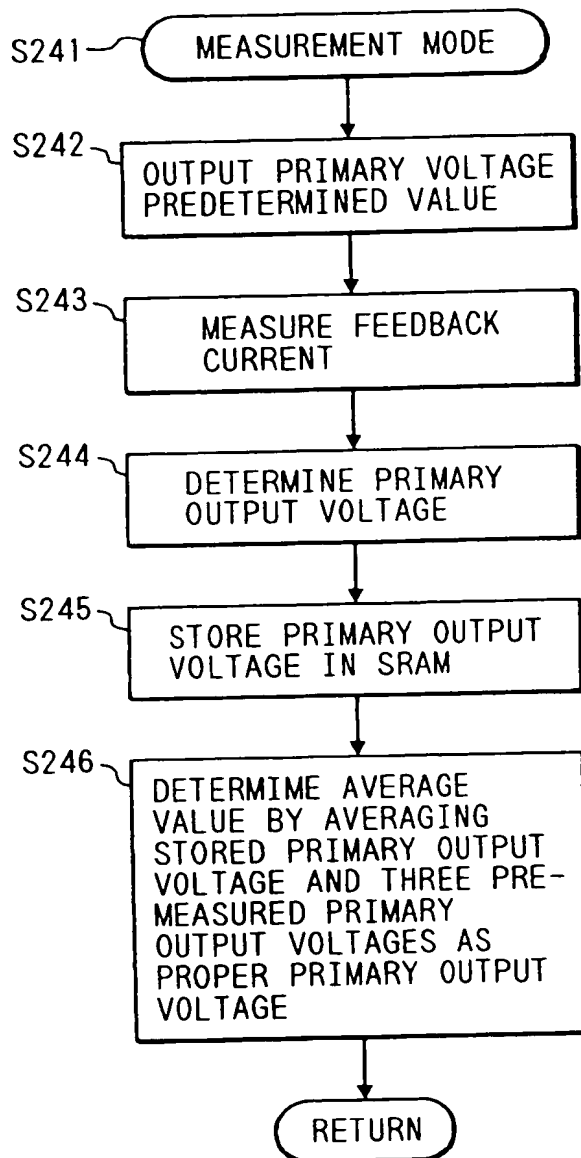 S241
MEASUREMENT MODE
S242
OUTPUT PRIMARY VOLTAGE
PREDETERMINED VALUE
S243
MEASURE FEEDBACK
CURRENT
S244
DETERMINE PRIMARY
OUTPUT VOLTAGE
S245
STORE PRIMARY OUTPUT
VOLTAGE IN SRAM
S246
DETERMIME AVERAGE
VALUE BY AVERAGING
STORED PRIMARY OUTPUT
VOLTAGE AND THREE PRE-
MEASURED PRIMARY
OUTPUT VOLTAGES AS
PROPER PRIMARY OUTPUT
VOLTAGE
RETURN